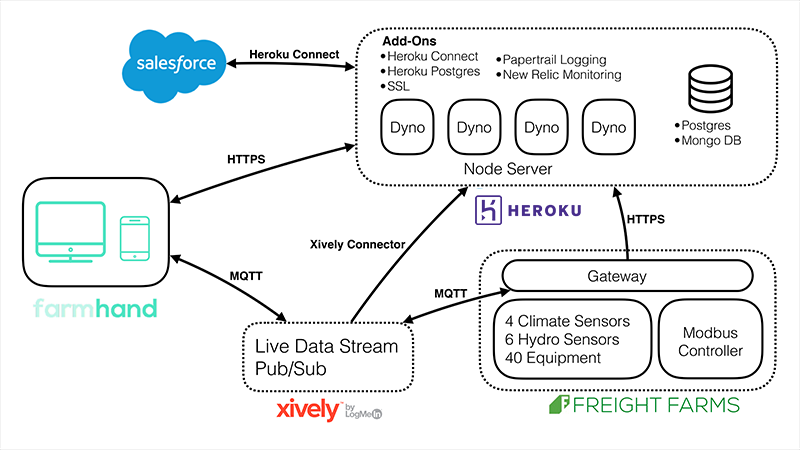 salesforce
Heroku Connect
Add-Ons
•Heroku Connect
•Heroku Postgres
•SSL
•Papertrail Logging
•New Relic Monitoring
Dyno
Dyno
Dyno
Dyno
•Postgres
•Mongo DB
Node Server
HTTPS
HEROKU
HTTPS
Xively Connector
farmhand
MQTT
MQTT
Gateway
4 Climate Sensors
6 Hydro Sensors
40 Equipment
Modbus
Controller
Live Data Stream
Pub/Sub
xively™ by
LogMeIn
FREIGHT FARMS